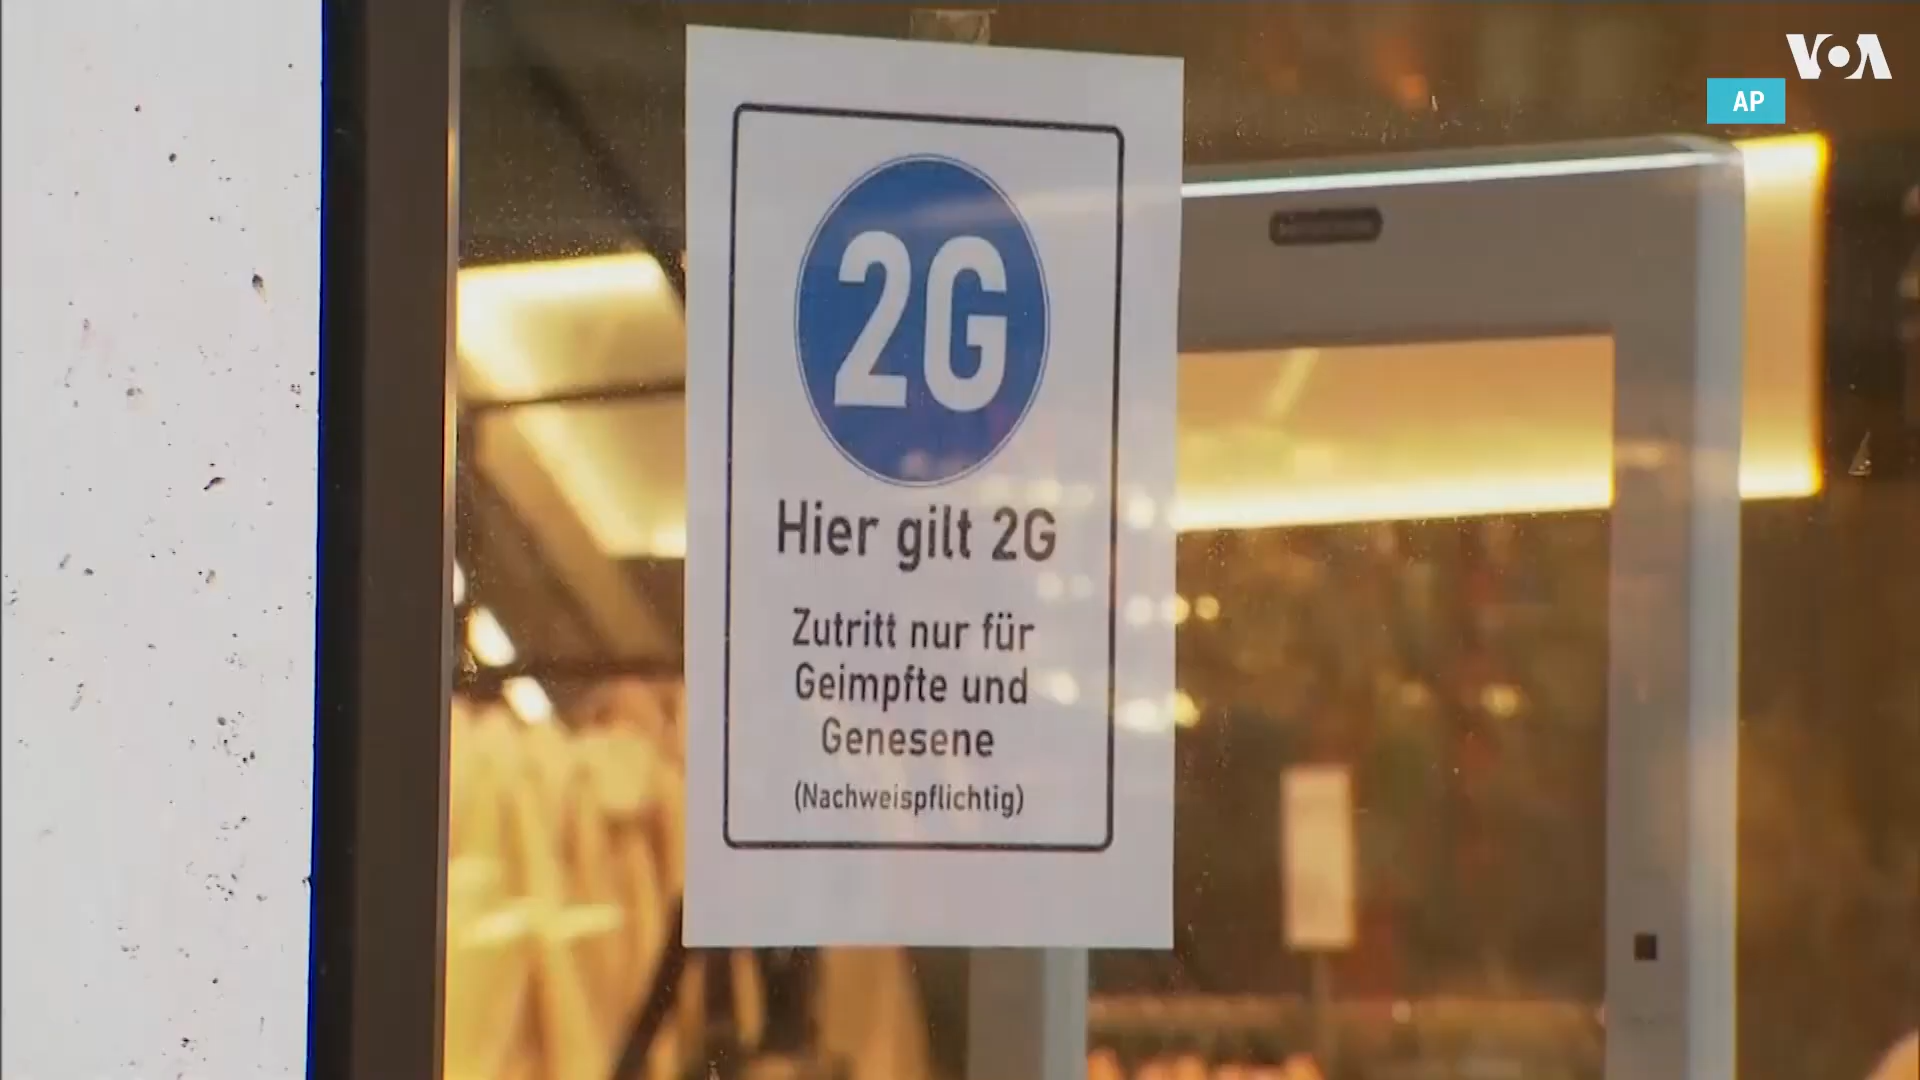 VOA
AP
2G
Hier gilt 2G
Zutritt nur für
Geimpfte und
Genesene
(Nachweispflichtig)